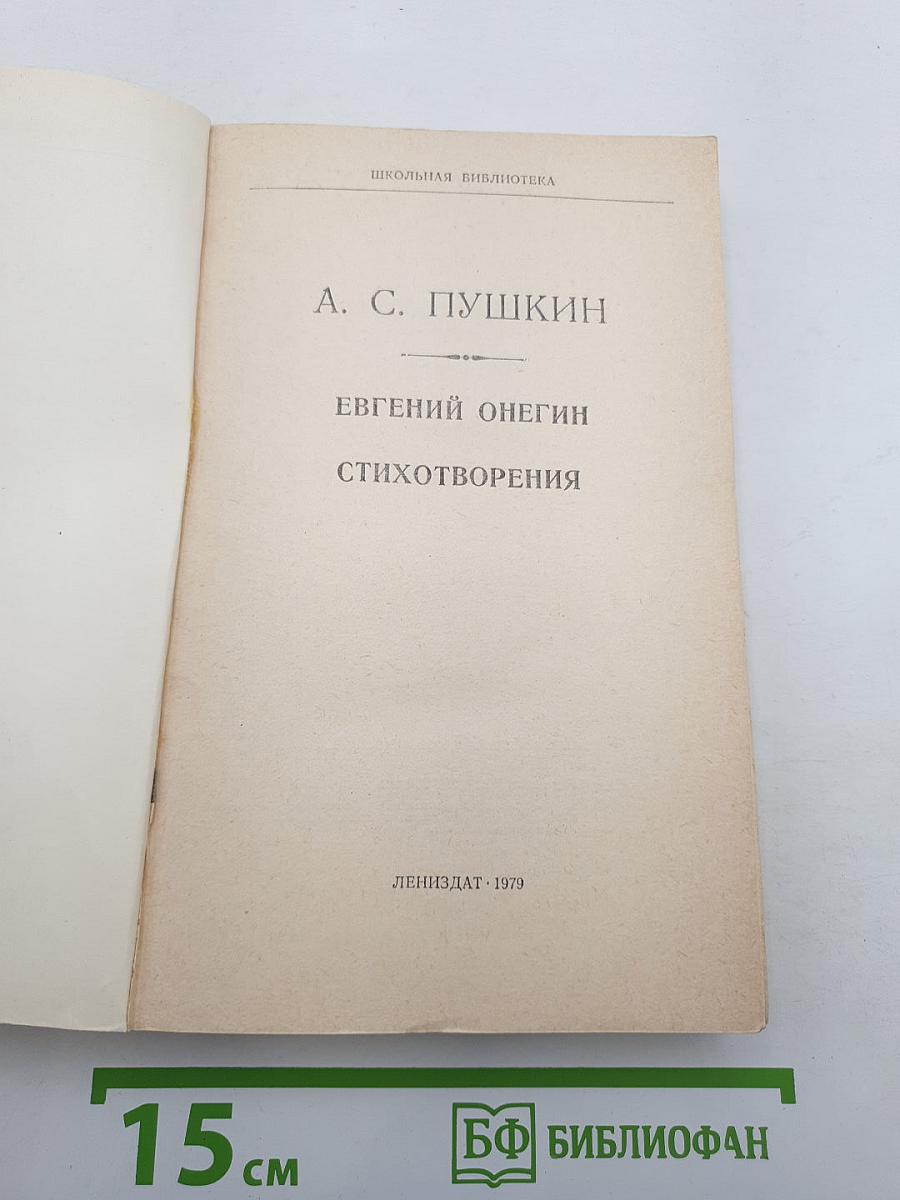 ШКОЛЬНАЯ БИБЛИОТЕКА
А. С. ПУШКИН
ЕВГЕНИЙ ОНЕГИН
СТИХОТВОРЕНИЯ
ЛЕНИЗДАТ · 1979
15 см
БФ БИБЛИОФАН